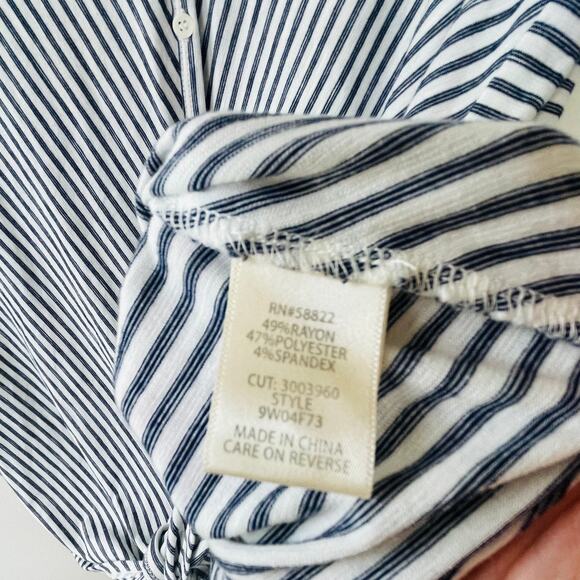 RN#58822
49%RAYON
47%POLYESTER
4%SPANDEX
CUT: 3003960
STYLE
9W04F73
MADE IN CHINA
CARE ON REVERSE